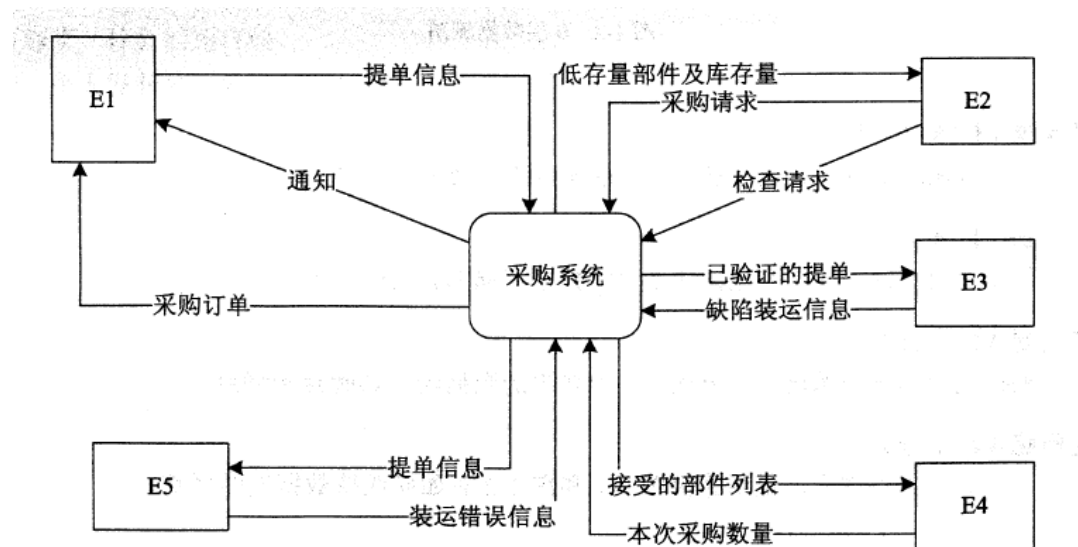 E1
提单信息
低存量部件及库存量
采购请求
E2
通知
检查请求
采购系统
已验证的提单
缺陷装运信息
E3
采购订单
提单信息
装运错误信息
E5
接受的部件列表
本次采购数量
E4